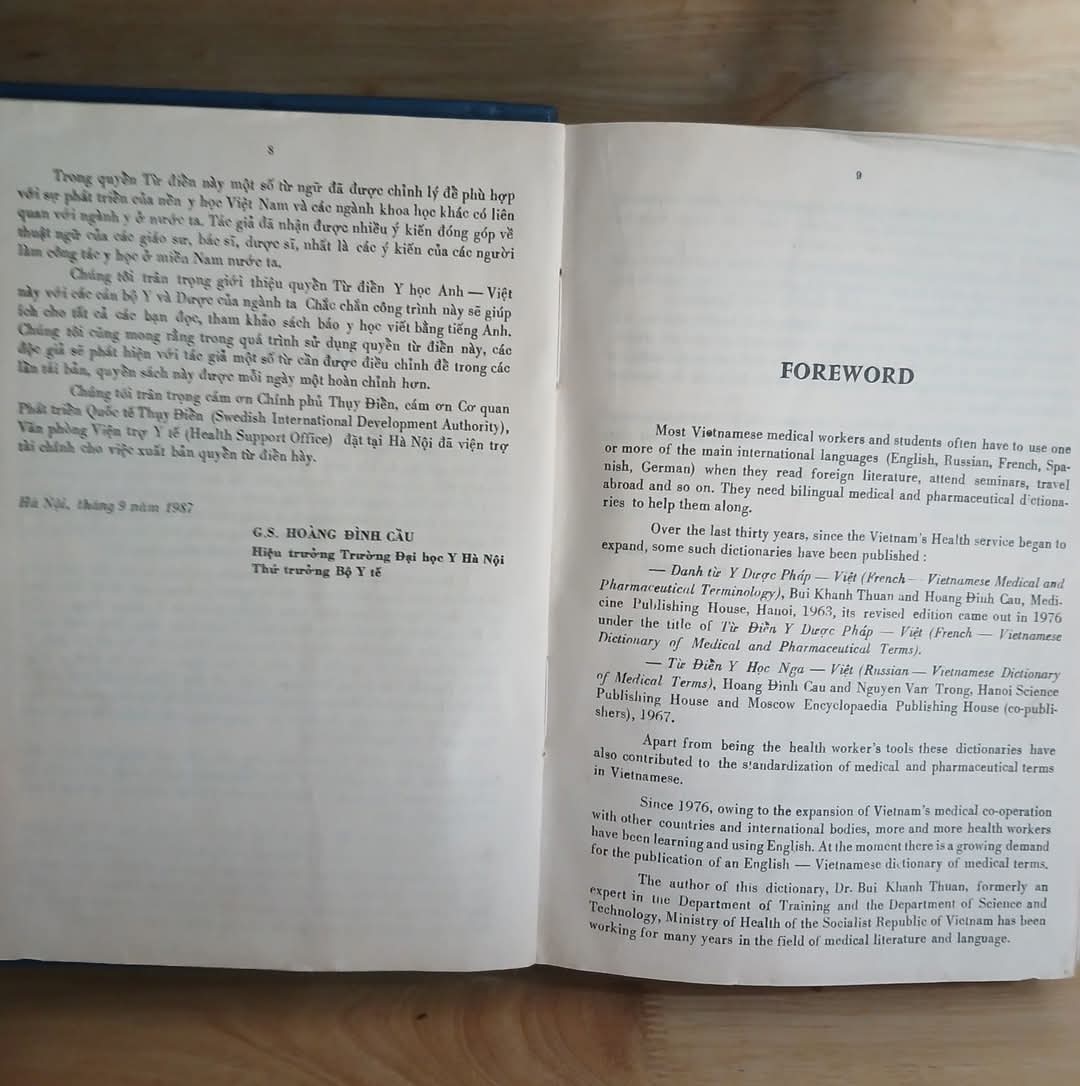 8
Trong quyền Từ điền này một số từ ngữ đã được chỉnh lý đề phù hợp
với sự phát triền của nền y học Việt Nam và các ngành khoa học khác có liên
quan với ngành y ở nước ta. Tác giả đã nhận được nhiều ý kiến đóng góp về
thuật ngữ của các giáo sư, bác sĩ, dược sĩ, nhất là các ý kiến của các người
làm công tác y học ở miền Nam nước ta.
Chúng tôi trân trọng giới thiệu quyền Từ điền Y học Anh — Việt
này với các cán bộ Y và Dược của ngành ta Chắc chắn công trình này sẽ giúp
ích cho tất cả các bạn đọc, tham khảo sách báo y học viết bằng tiếng Anh.
Chúng tôi cũng mong rằng trong quá trình sử dụng quyền từ điền này, các
độc giả sẽ phát hiện với tác giả một số từ cần được điều chỉnh đề trong các
lần tái bản, quyền sách này được mỗi ngày một hoàn chỉnh hơn.
Chúng tôi trân trọng cám ơn Chính phủ Thụy Điền, cám ơn Cơ quan
Phát triền Quốc tế Thụy Điền (Swedish International Development Authority),
Văn phòng Viện trợ Y tế (Health Support Office) đặt tại Hà Nội đã viện trợ
tài chính cho việc xuất bản quyền từ điền hày.
Hà Nội, tháng 9 năm 1987
G.S. HOÀNG ĐÌNH CẦU
Hiệu trưởng Trường Đại học Y Hà Nội
Thứ trưởng Bộ Y tế
9
FOREWORD
Most Vietnamese medical workers and students often have to use one
or more of the main international languages (English, Russian, French, Spa-
nish, German) when they read foreign literature, attend seminars, travel
abroad and so on. They need bilingual medical and pharmaceutical d'ctiona-
ries to help them along.
Over the last thirty years, since the Vietnam's Health service began to
expand, some such dictionaries have been published :
— Danh từ Y Dược Pháp — Việt (French — Vietnamese Medical and
Pharmaceutical Terminology), Bui Khanh Thuan and Hoang Đinh Cau, Medi-
cine Publishing House, Hanoi, 1963, its revised edition came out in 1976
under the title of Từ Điền Y Dược Pháp — Việt (French — Vietnamese
Dictionary of Medical and Pharmaceutical Terms).
— Từ Điền Y Học Nga — Việt (Russian — Vietnamese Dictionary
of Medical Terms), Hoang Đinh Cau and Nguyen Van Trong, Hanoi Science
Publishing House and Moscow Encyclopaedia Publishing House (co-publi-
shers), 1967.
Apart from being the health worker's tools these dictionaries have
also contributed to the standardization of medical and pharmaceutical terms
in Vietnamese.
Since 1976, owing to the expansion of Vietnam's medical co-operation
with other countries and international bodies, more and more health workers
have been learning and using English. At the moment there is a growing demand
for the publication of an English — Vietnamese dictionary of medical terms.
The author of this dictionary, Dr. Bui Khanh Thuan, formerly an
expert in the Department of Training and the Department of Science and
Technology, Ministry of Health of the Socialist Republic of Vietnam has been
working for many years in the field of medical literature and language.